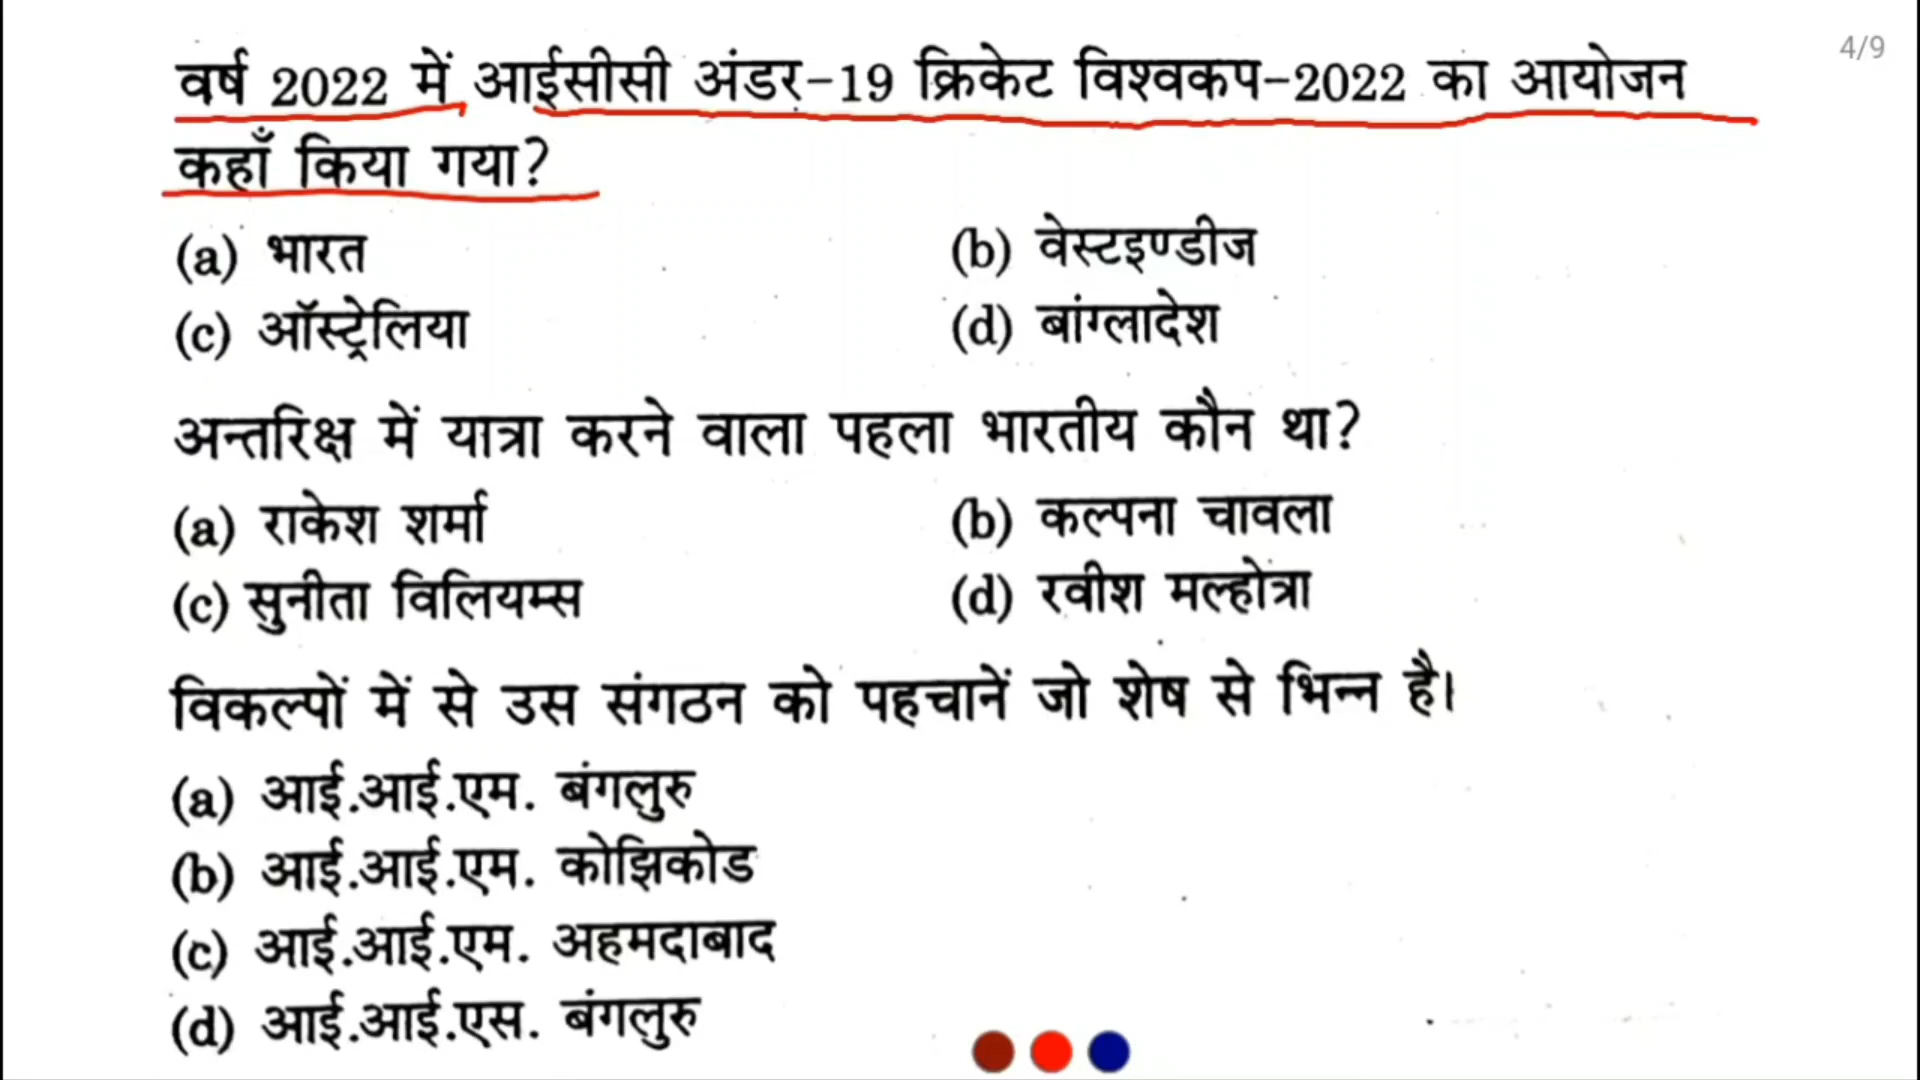 4/9
वर्ष 2022 में आईसीसी अंडर-19 क्रिकेट विश्वकप-2022 का आयोजन
कहाँ किया गया?
(a) भारत (b) वेस्टइण्डीज
(c) ऑस्ट्रेलिया (d) बांग्लादेश
अन्तरिक्ष में यात्रा करने वाला पहला भारतीय कौन था?
(a) राकेश शर्मा (b) कल्पना चावला
(c) सुनीता विलियम्स (d) रवीश मल्होत्रा
विकल्पों में से उस संगठन को पहचानें जो शेष से भिन्न है।
(a) आई.आई.एम. बंगलुरु
(b) आई.आई.एम. कोझिकोड
(c) आई.आई.एम. अहमदाबाद
(d) आई.आई.एस. बंगलुरु